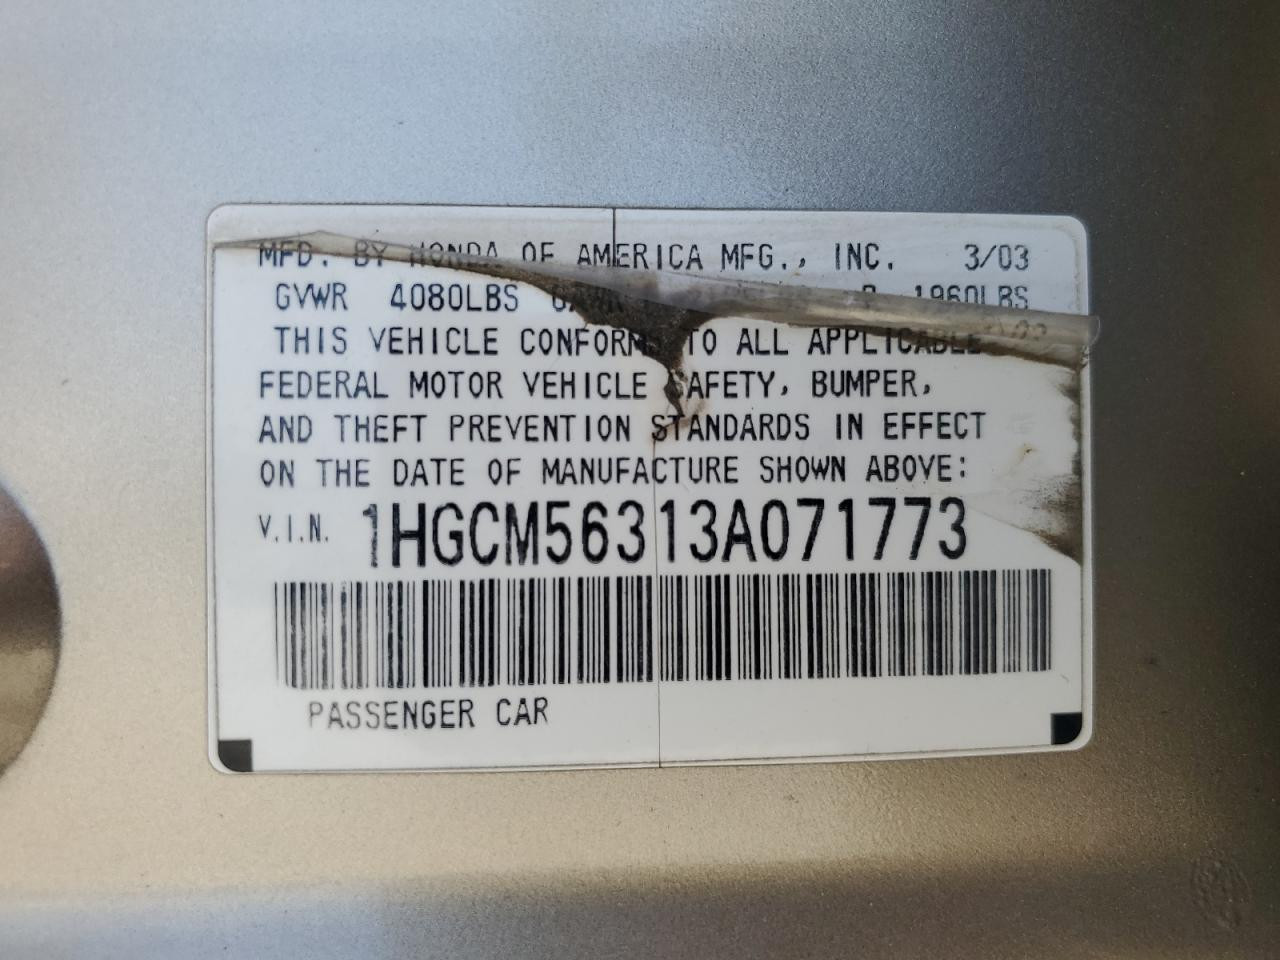 MFD. BY HONDA OF AMERICA MFG., INC. 3/03
GVWR 4080LBS 1960LBS
THIS VEHICLE CONFORMS TO ALL APPLICABLE
FEDERAL MOTOR VEHICLE SAFETY, BUMPER,
AND THEFT PREVENTION STANDARDS IN EFFECT
ON THE DATE OF MANUFACTURE SHOWN ABOVE:
V.I.N. 1HGCM56313A071773
PASSENGER CAR